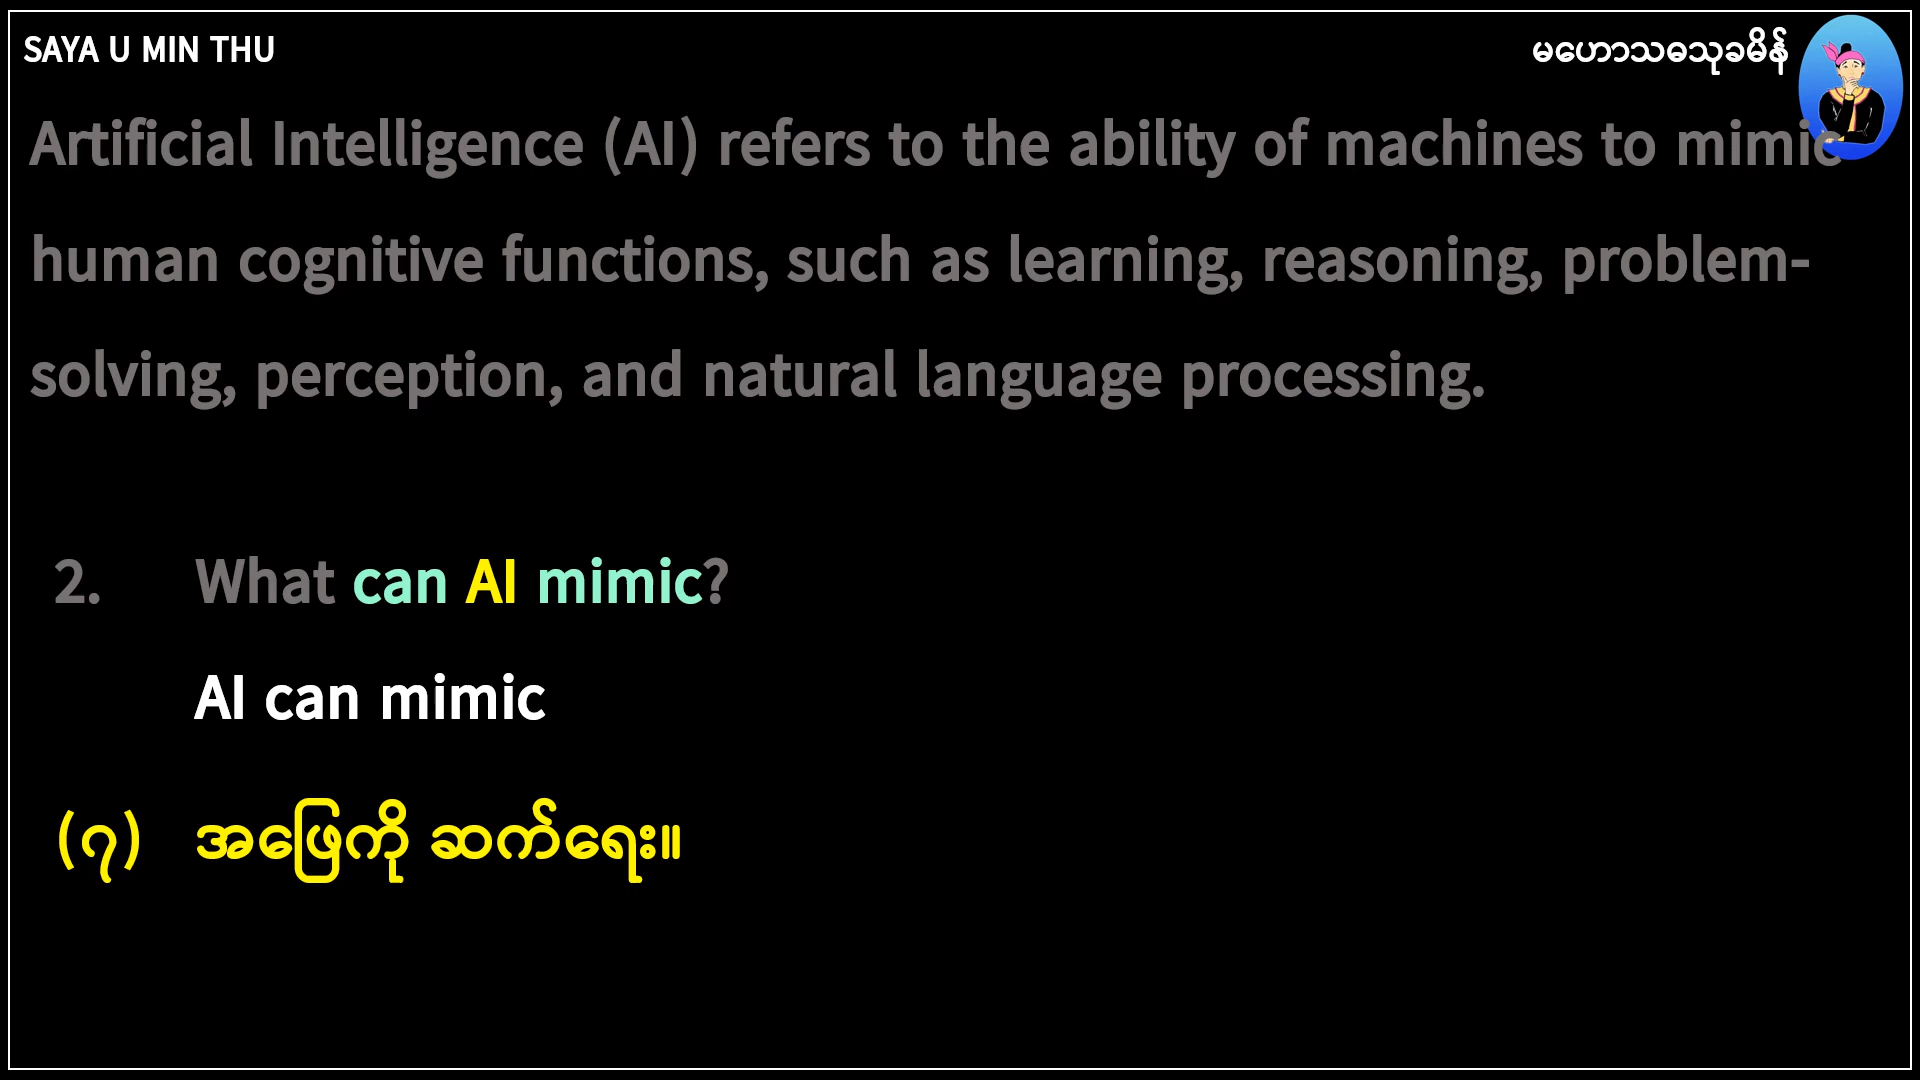 SAYA U MIN THU
မဟောသဓသုခမိန်
Artificial Intelligence (AI) refers to the ability of machines to mimic
human cognitive functions, such as learning, reasoning, problem-
solving, perception, and natural language processing.
2. What can AI mimic?
AI can mimic
(၇) အဖြေကို ဆက်ရေး။